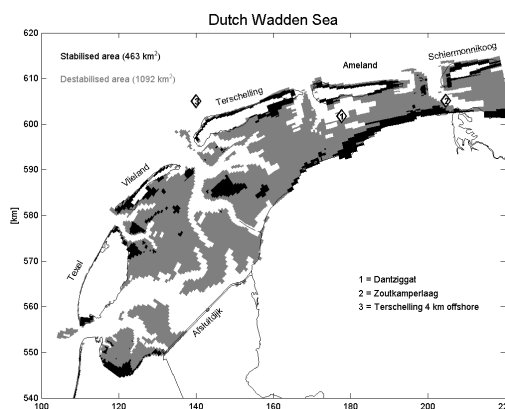 Dutch Wadden Sea
620
610
600
590
580
570
560
550
540
[km]
100
120
140
160
180
200
220
Stabilised area (463 km²)
Destabilised area (1092 km²)
Schiermonnikoog
Ameland
Terschelling
Vlieland
Texel
Afsluitdijk
3
1
2
1 = Dantziggat
2 = Zoutkamperlaag
3 = Terschelling 4 km offshore